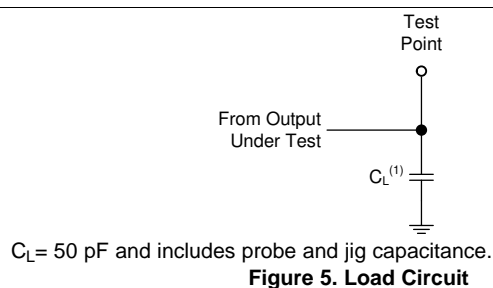 Test
Point
From Output
Under Test
CL(1)
CL= 50 pF and includes probe and jig capacitance.
Figure 5. Load Circuit